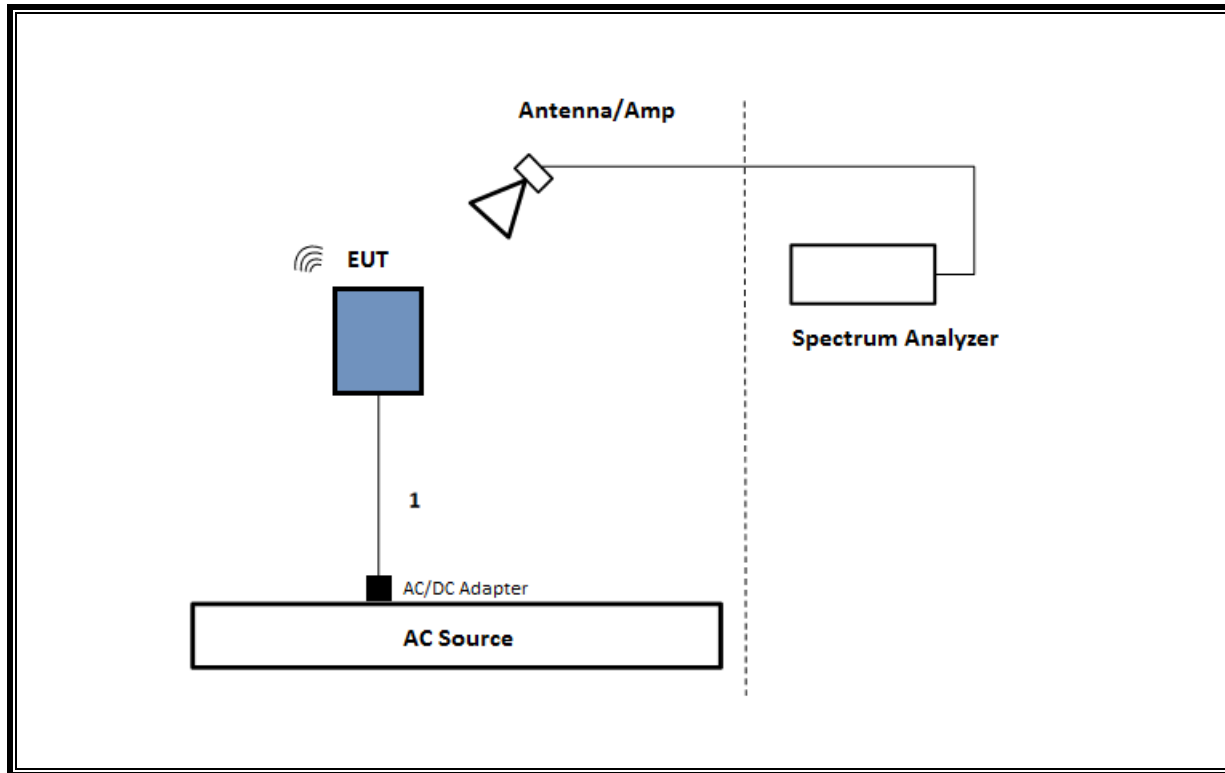 Antenna/Amp
EUT
Spectrum Analyzer
1
AC/DC Adapter
AC Source